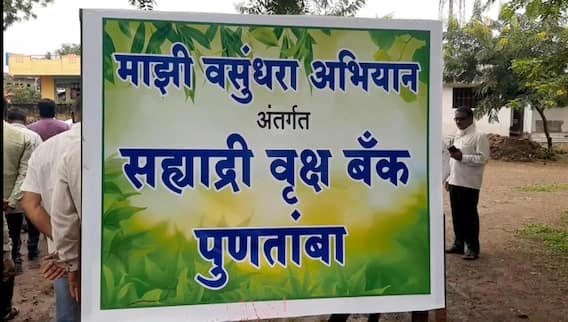 माझी वसुंधरा अभियान
अंतर्गत
सह्याद्री वृक्ष बँक
पुणतांबा